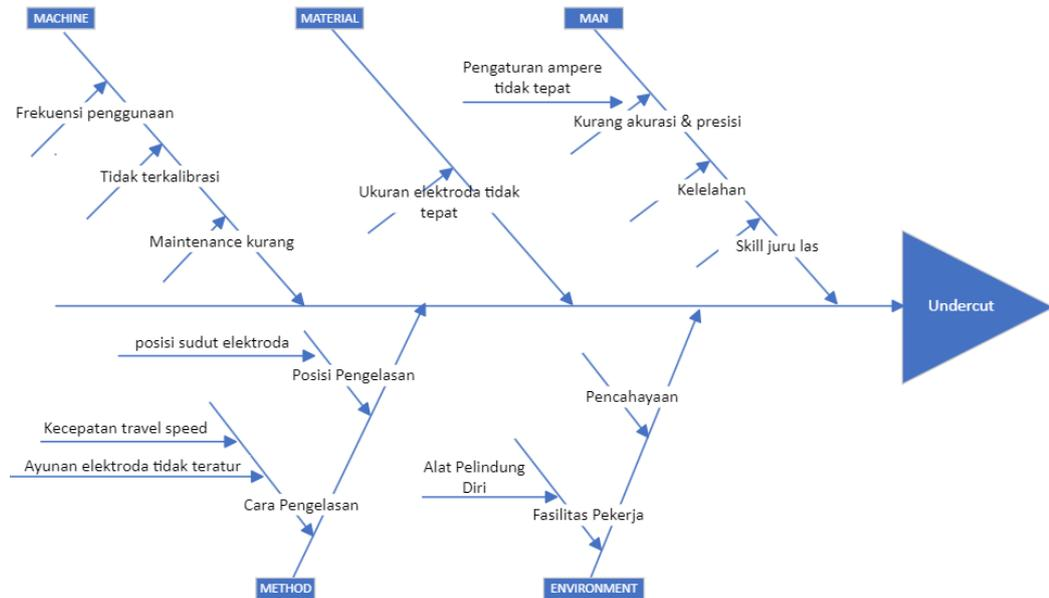 MACHINE
MATERIAL
MAN
Pengaturan ampere
tidak tepat
Frekuensi penggunaan
Kurang akurasi & presisi
Tidak terkalibrasi
Ukuran elektroda tidak
tepat
Kelelahan
Maintenance kurang
Skill juru las
Undercut
posisi sudut elektroda
Posisi Pengelasan
Pencahayaan
Kecepatan travel speed
Ayunan elektroda tidak teratur
Alat Pelindung
Diri
Cara Pengelasan
Fasilitas Pekerja
METHOD
ENVIRONMENT